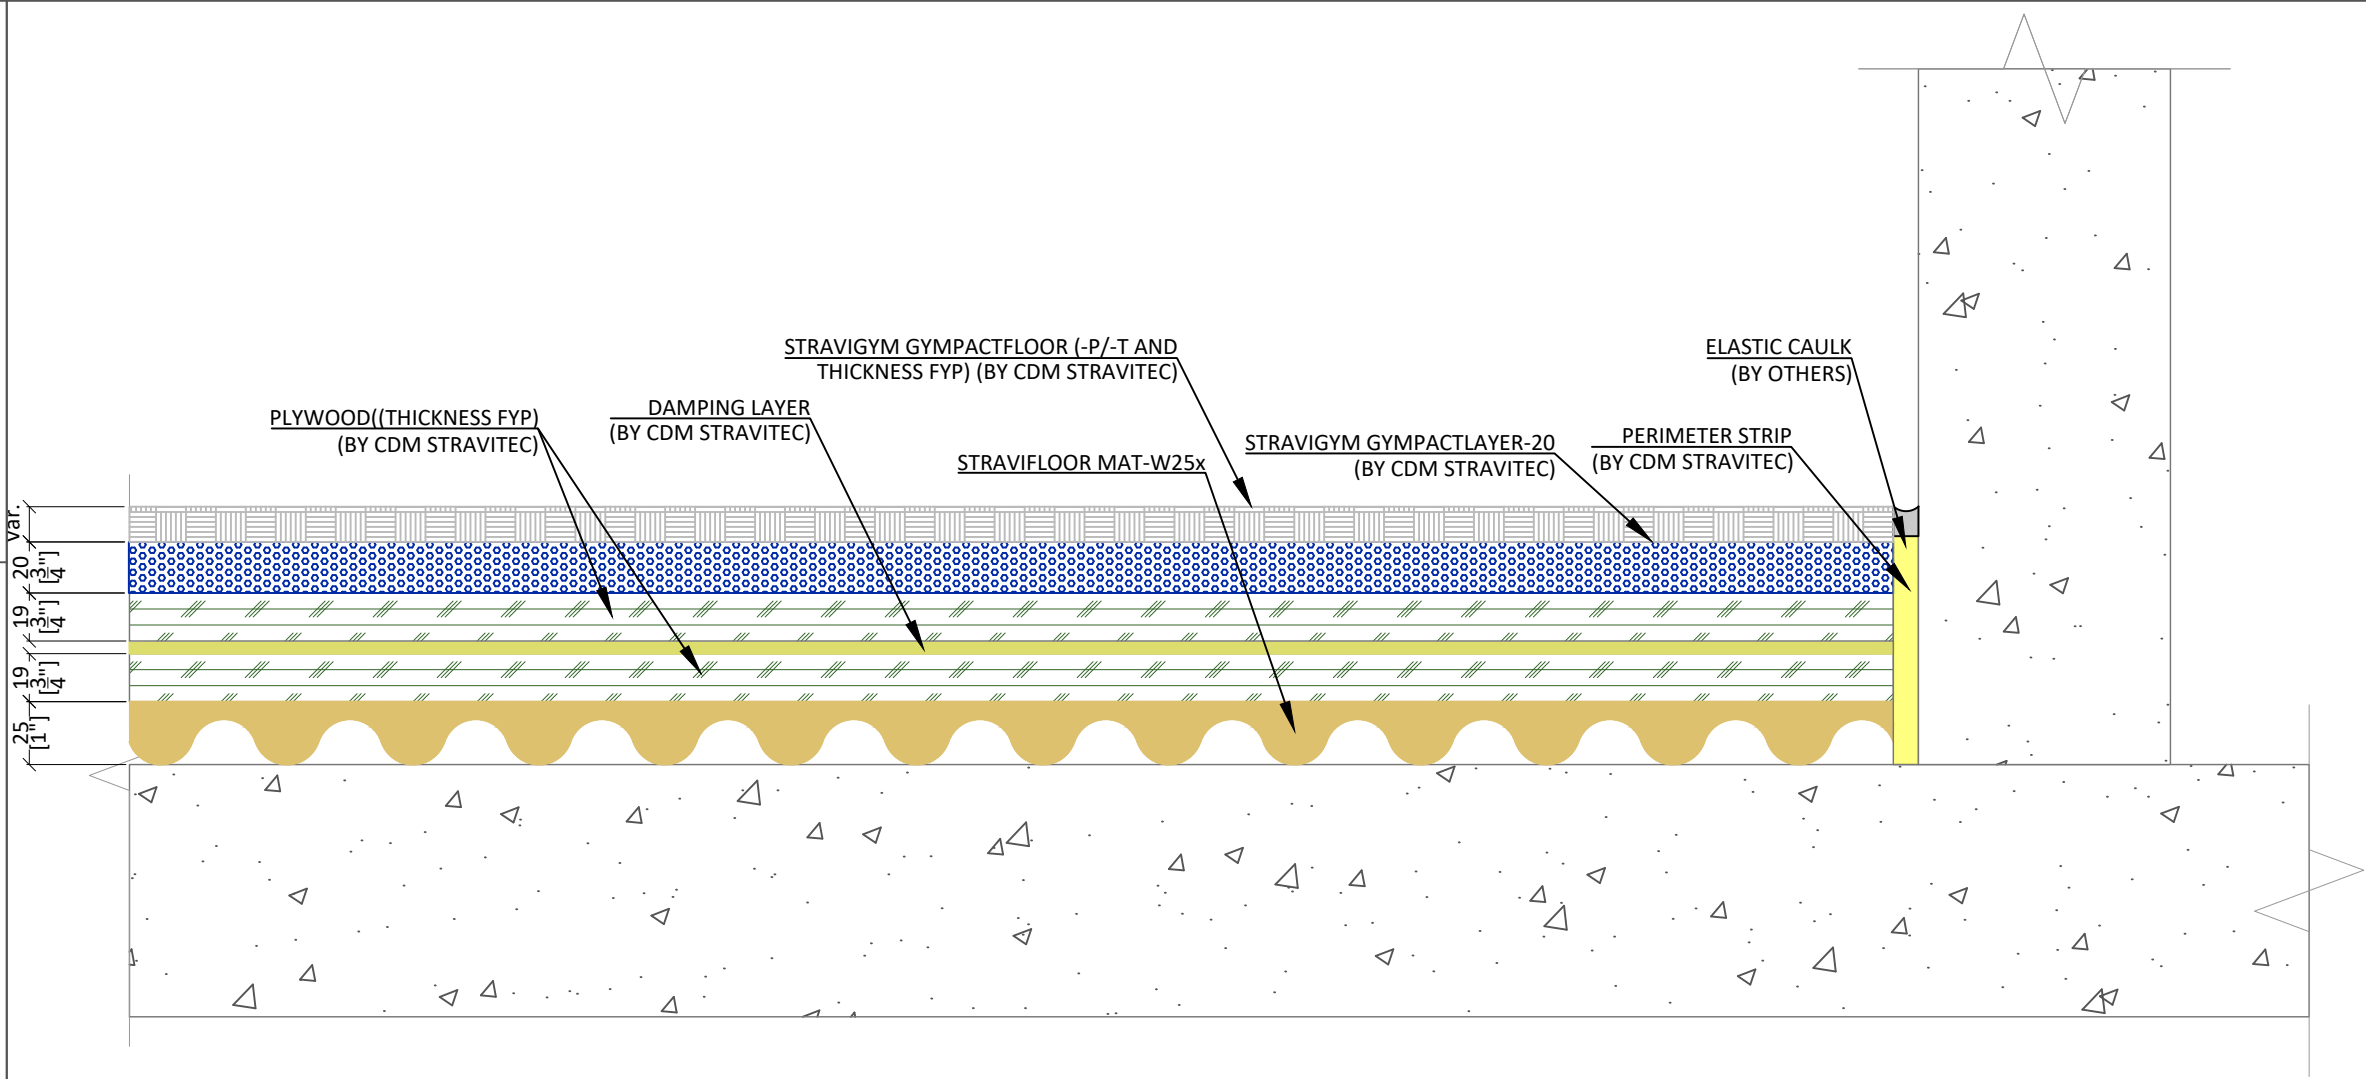 STRAVIGYM GYMPACTFLOOR (-P/-T AND
THICKNESS FYP) (BY CDM STRAVITEC)
ELASTIC CAULK
(BY OTHERS)
PLYWOOD((THICKNESS FYP)
(BY CDM STRAVITEC)
DAMPING LAYER
(BY CDM STRAVITEC)
STRAVIFLOOR MAT-W25x
STRAVIGYM GYMPACTLAYER-20
(BY CDM STRAVITEC)
PERIMETER STRIP
(BY CDM STRAVITEC)
var.
20
[3/4"]
19
[3/4"]
19
[3/4"]
25
[1"]